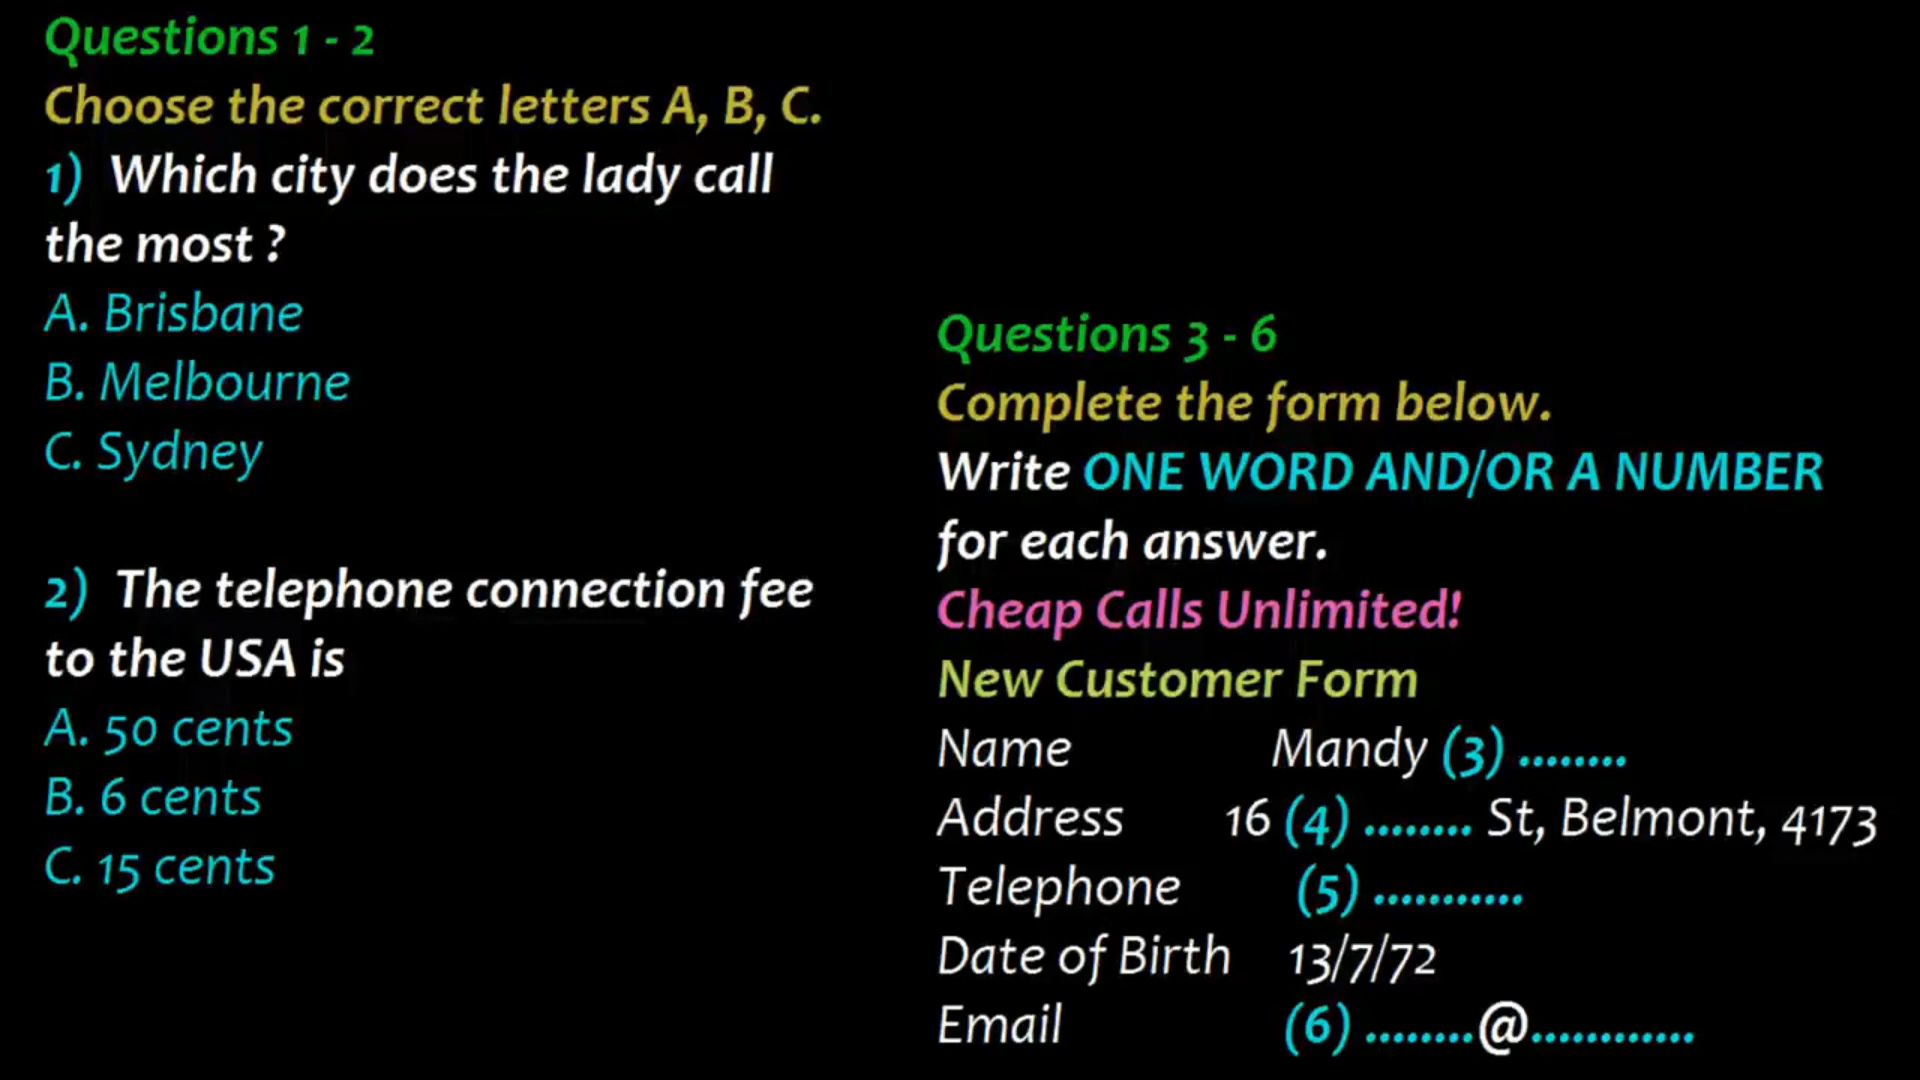 Questions 1 - 2
Choose the correct letters A, B, C.
1) Which city does the lady call
the most ?
A. Brisbane
B. Melbourne
C. Sydney
2) The telephone connection fee
to the USA is
A. 50 cents
B. 6 cents
C. 15 cents
Questions 3 - 6
Complete the form below.
Write ONE WORD AND/OR A NUMBER
for each answer.
Cheap Calls Unlimited!
New Customer Form
Name Mandy (3) ........
Address 16 (4) ........ St, Belmont, 4173
Telephone (5) ...........
Date of Birth 13/7/72
Email (6) ........@............